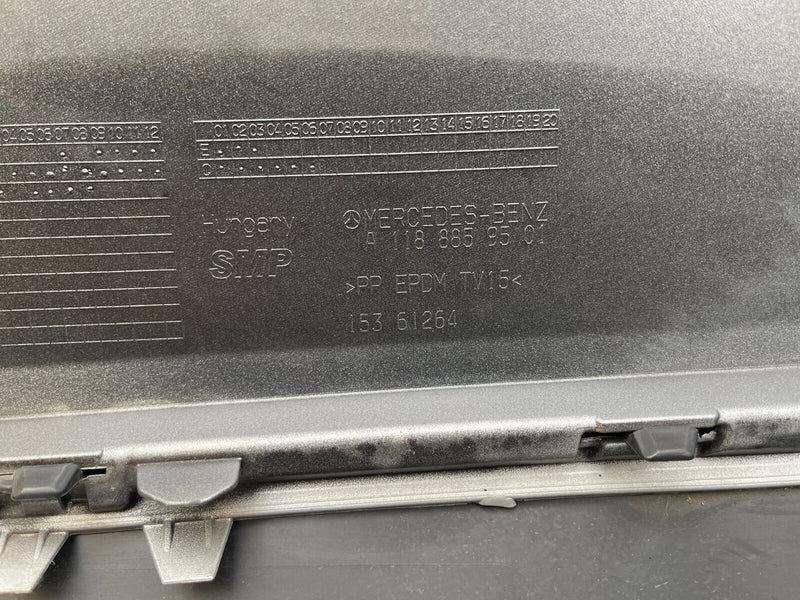 04 05 06 07 08 09 10 11 12
01 02 03 04 05 06 07 08 09 10 11 12 13 14 15 16 17 18 19 20
E
C
Hungary
SMP
MERCEDES-BENZ
A 118 885 95 01
>PP EPDM TV15<
153 61264